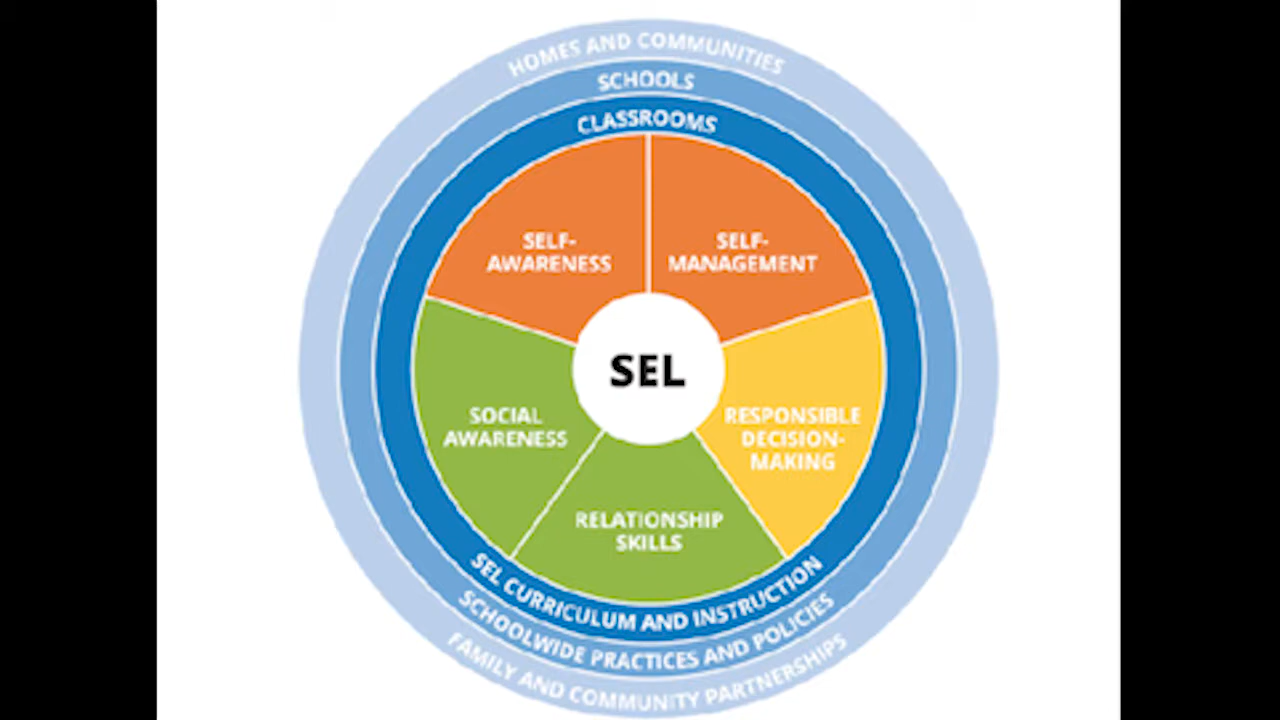 HOMES AND COMMUNITIES
SCHOOLS
CLASSROOMS
SELF-
AWARENESS
SELF-
MANAGEMENT
SEL
SOCIAL
AWARENESS
RESPONSIBLE
DECISION-
MAKING
RELATIONSHIP
SKILLS
SEL CURRICULUM AND INSTRUCTION
SCHOOLWIDE PRACTICES AND POLICIES
FAMILY AND COMMUNITY PARTNERSHIPS